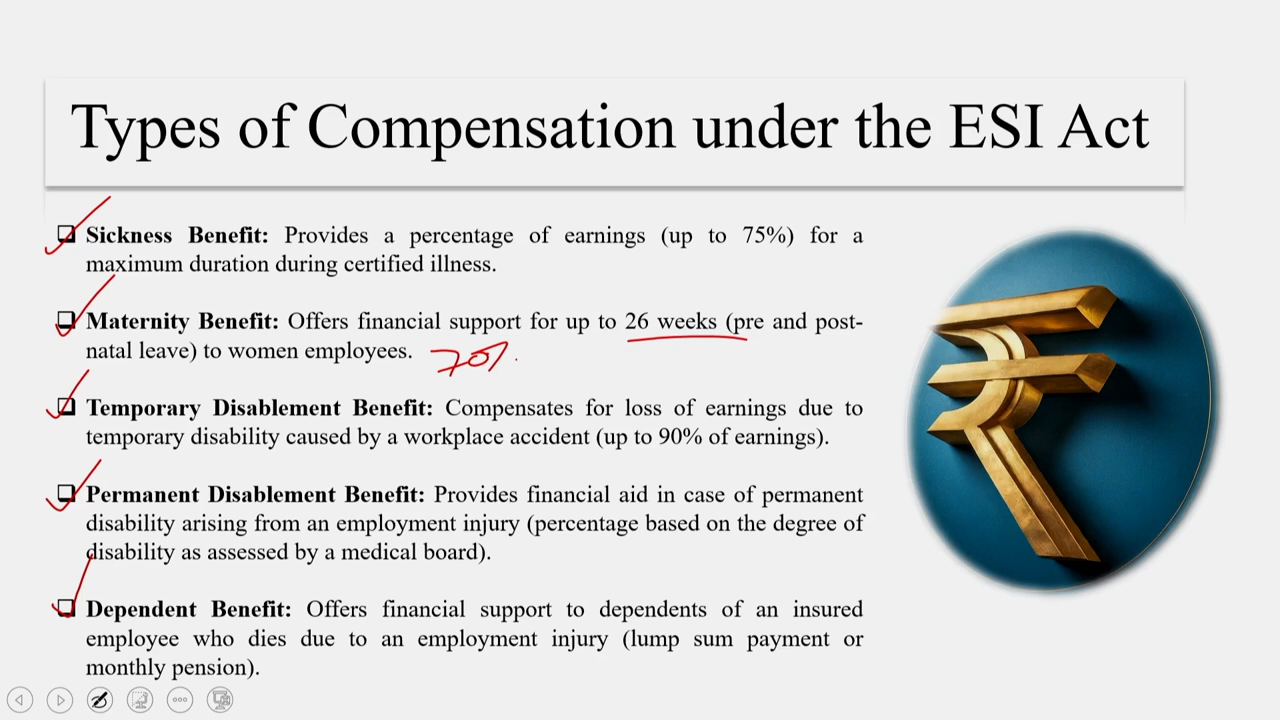 Types of Compensation under the ESI Act
Sickness Benefit: Provides a percentage of earnings (up to 75%) for a
maximum duration during certified illness.
Maternity Benefit: Offers financial support for up to 26 weeks (pre and post-
natal leave) to women employees.
Temporary Disablement Benefit: Compensates for loss of earnings due to
temporary disability caused by a workplace accident (up to 90% of earnings).
Permanent Disablement Benefit: Provides financial aid in case of permanent
disability arising from an employment injury (percentage based on the degree of
disability as assessed by a medical board).
Dependent Benefit: Offers financial support to dependents of an insured
employee who dies due to an employment injury (lump sum payment or
monthly pension).